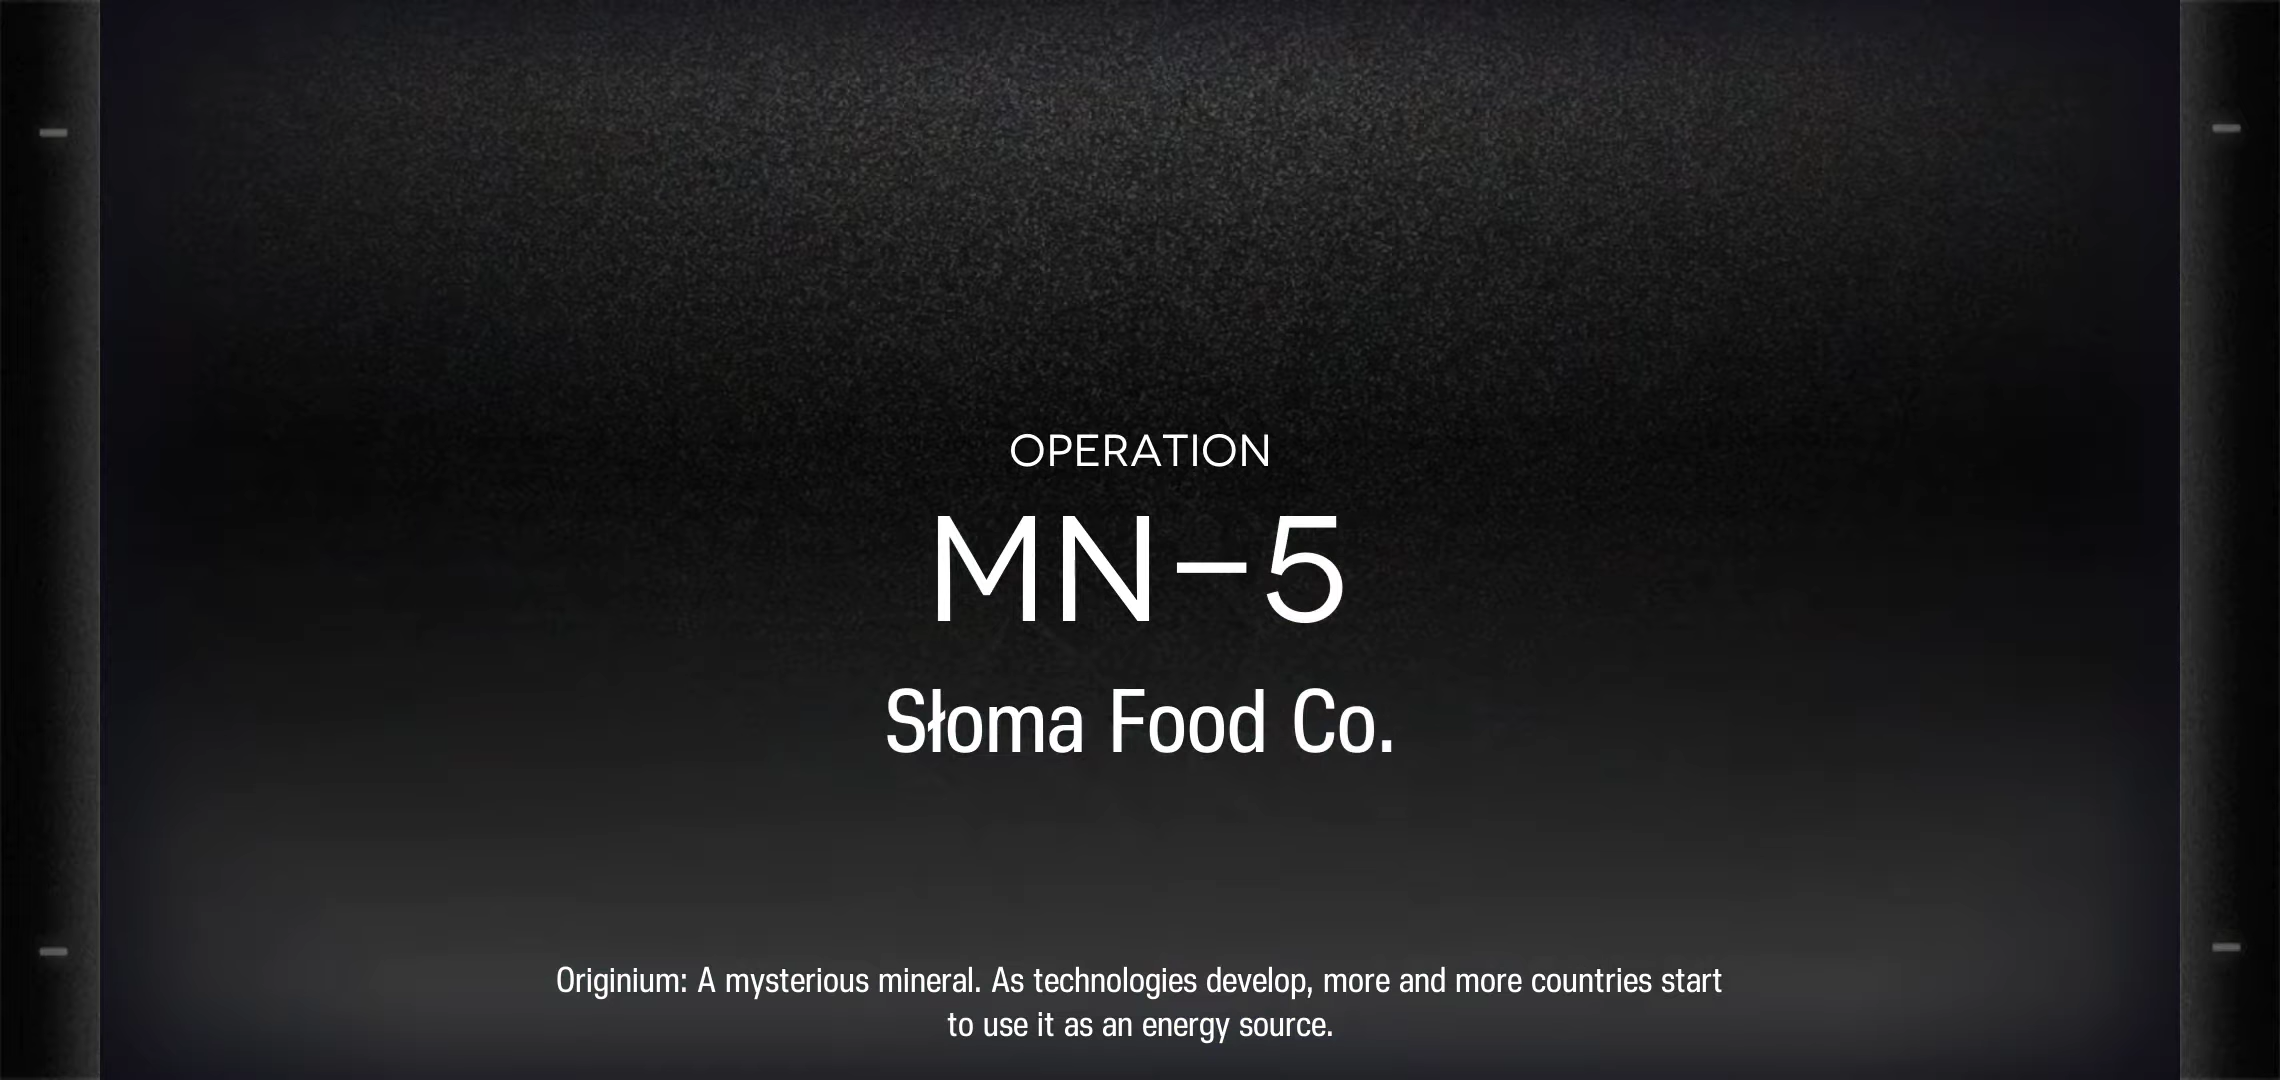 OPERATION
MN-5
Słoma Food Co.
Originium: A mysterious mineral. As technologies develop, more and more countries start
to use it as an energy source.